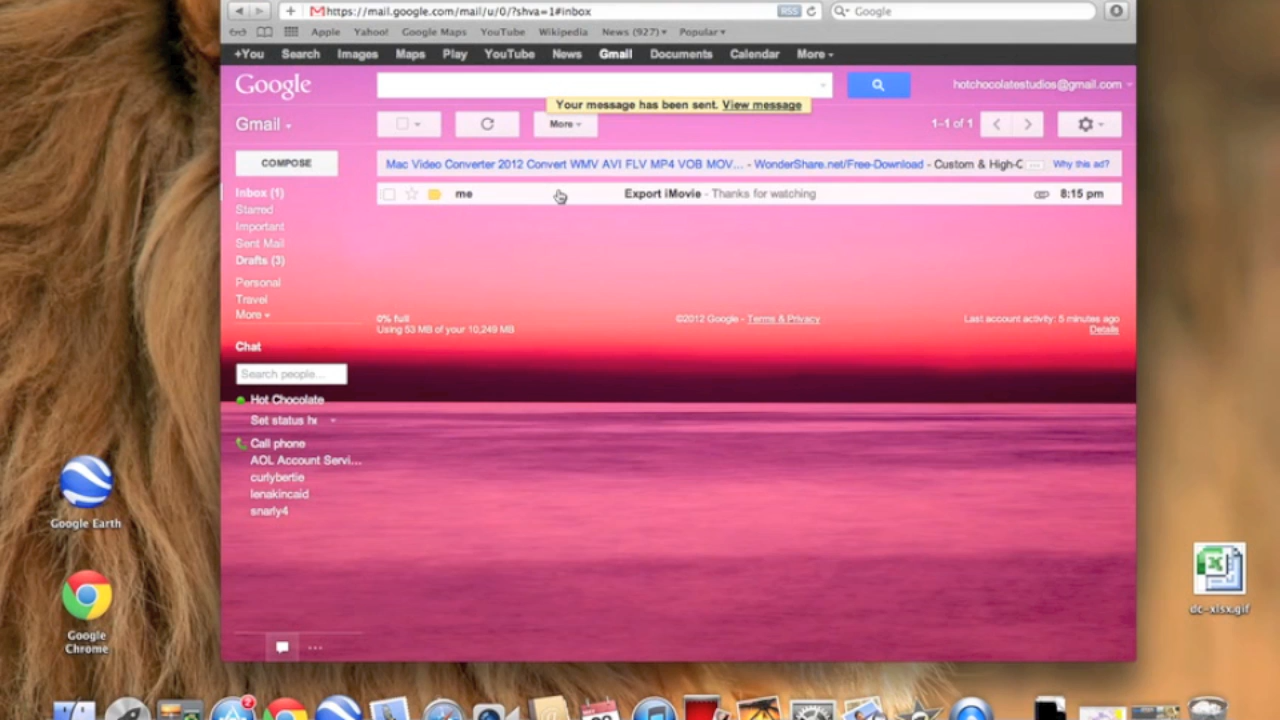 https://mail.google.com/mail/u/0/?shva=1#inbox RSS Google
Apple Yahoo! Google Maps YouTube Wikipedia News (927) Popular
+You Search Images Maps Play YouTube News Gmail Documents Calendar More
Google hotchocolatestudios@gmail.com
Your message has been sent. View message
Gmail More 1–1 of 1
COMPOSE Mac Video Converter 2012 Convert WMV AVI FLV MP4 VOB MOV... - WonderShare.net/Free-Download - Custom & High-C ... Why this ad?
Inbox (1) me Export iMovie - Thanks for watching 8:15 pm
Starred
Important
Sent Mail
Drafts (3)
Personal
Travel
More
0% full ©2012 Google - Terms & Privacy Last account activity: 5 minutes ago
Using 53 MB of your 10,249 MB Details
Chat
Search people...
Hot Chocolate
Set status he
Call phone
AOL Account Servi...
curlybertie
lenakincaid
snarly4
Google Earth
Google
Chrome
dc-xlsx.gif
2